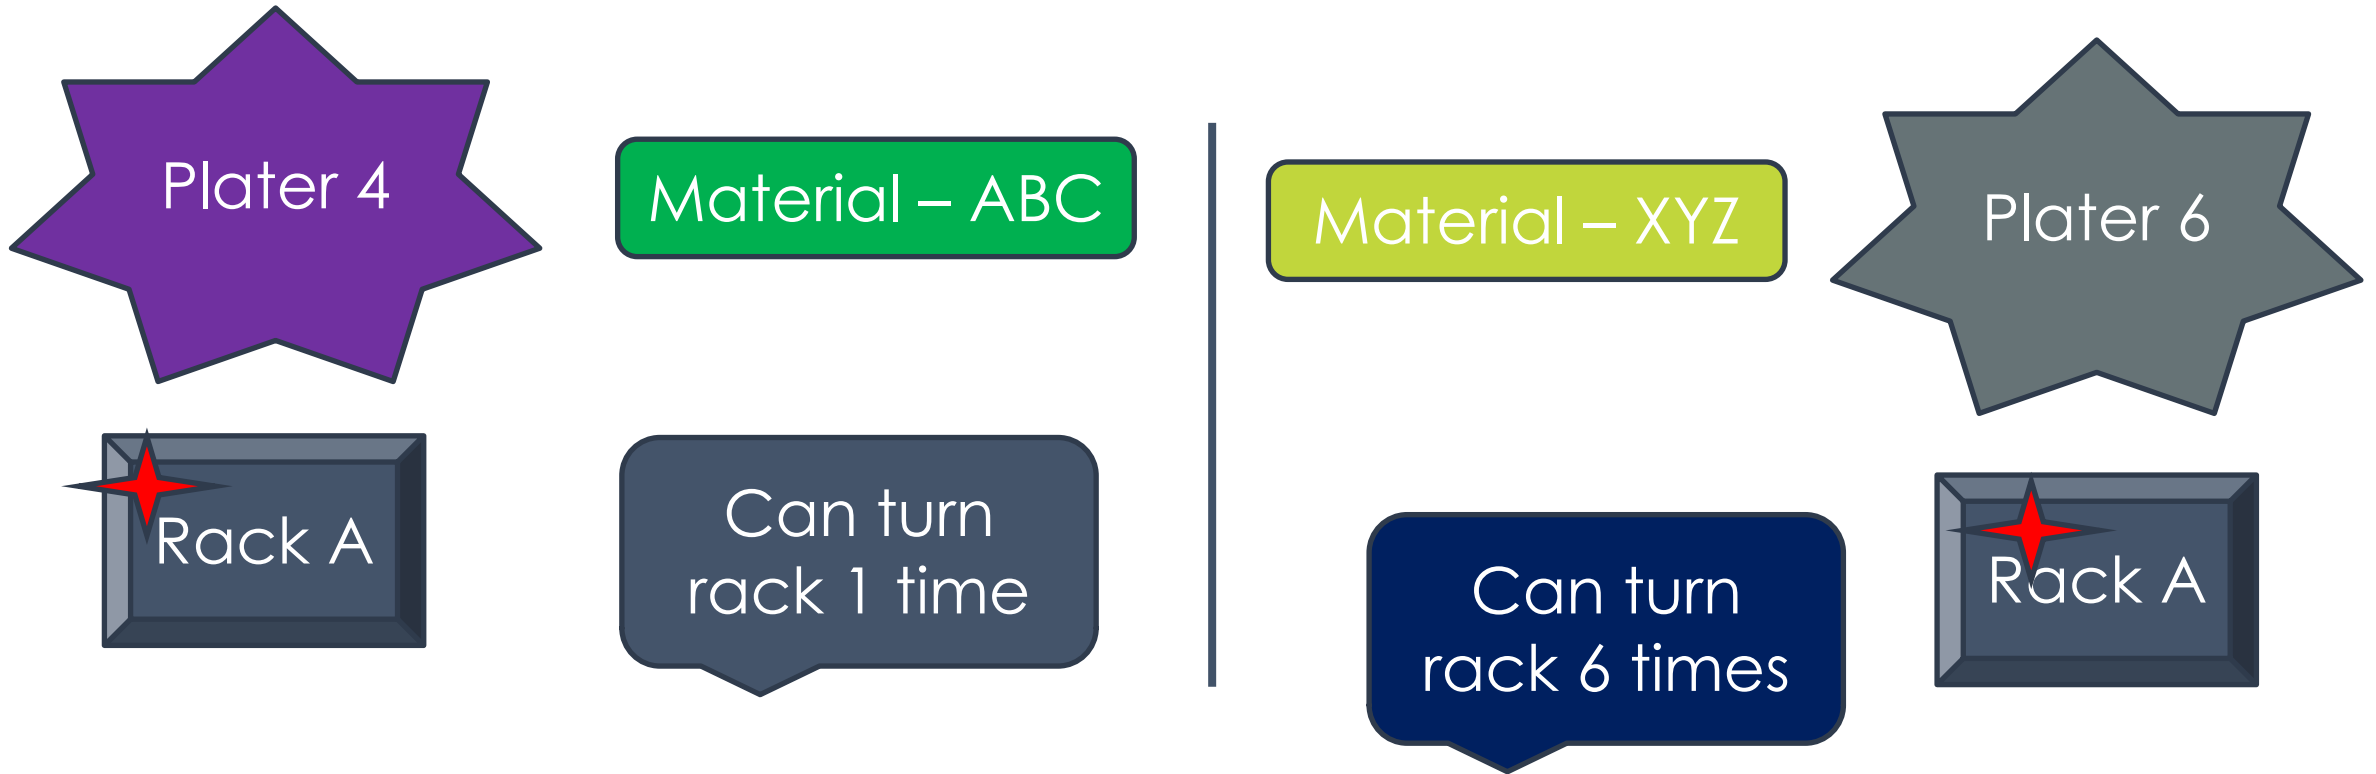 Plater 4
Material – ABC
Rack A
Can turn
rack 1 time
Material – XYZ
Plater 6
Can turn
rack 6 times
Rack A